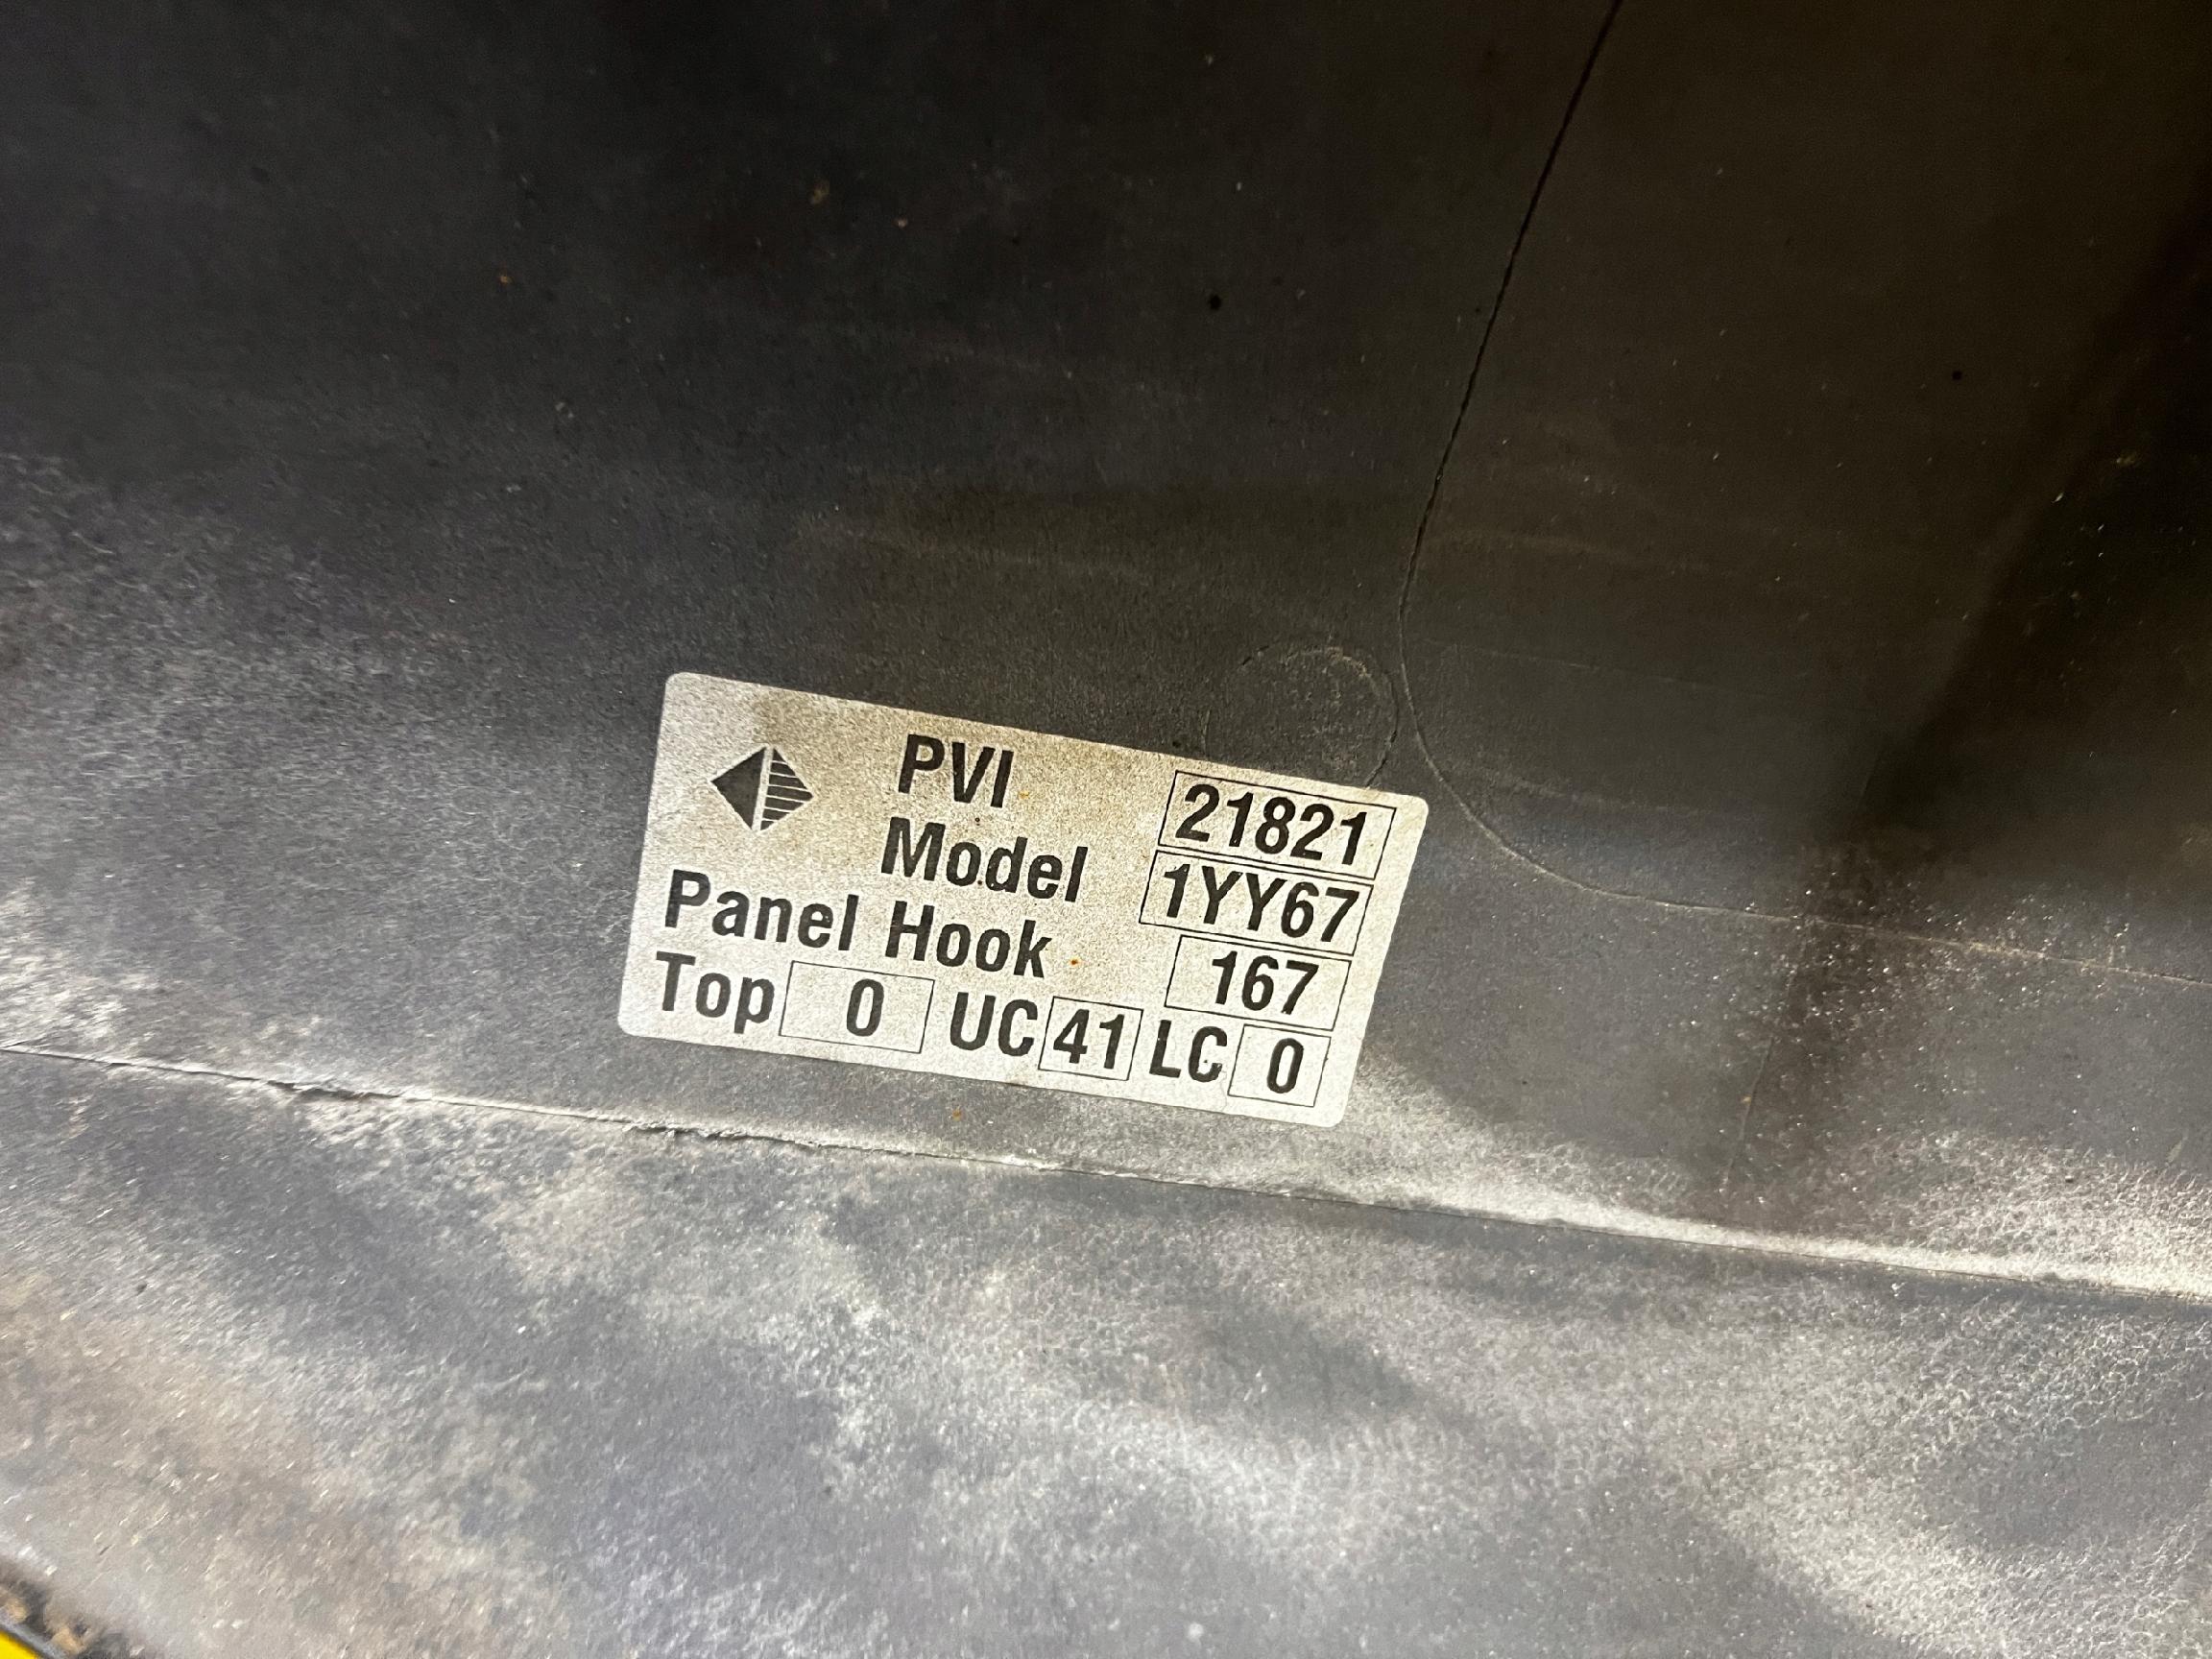 PVI 21821
Model 1YY67
Panel Hook 167
Top 0 UC 41 LC 0